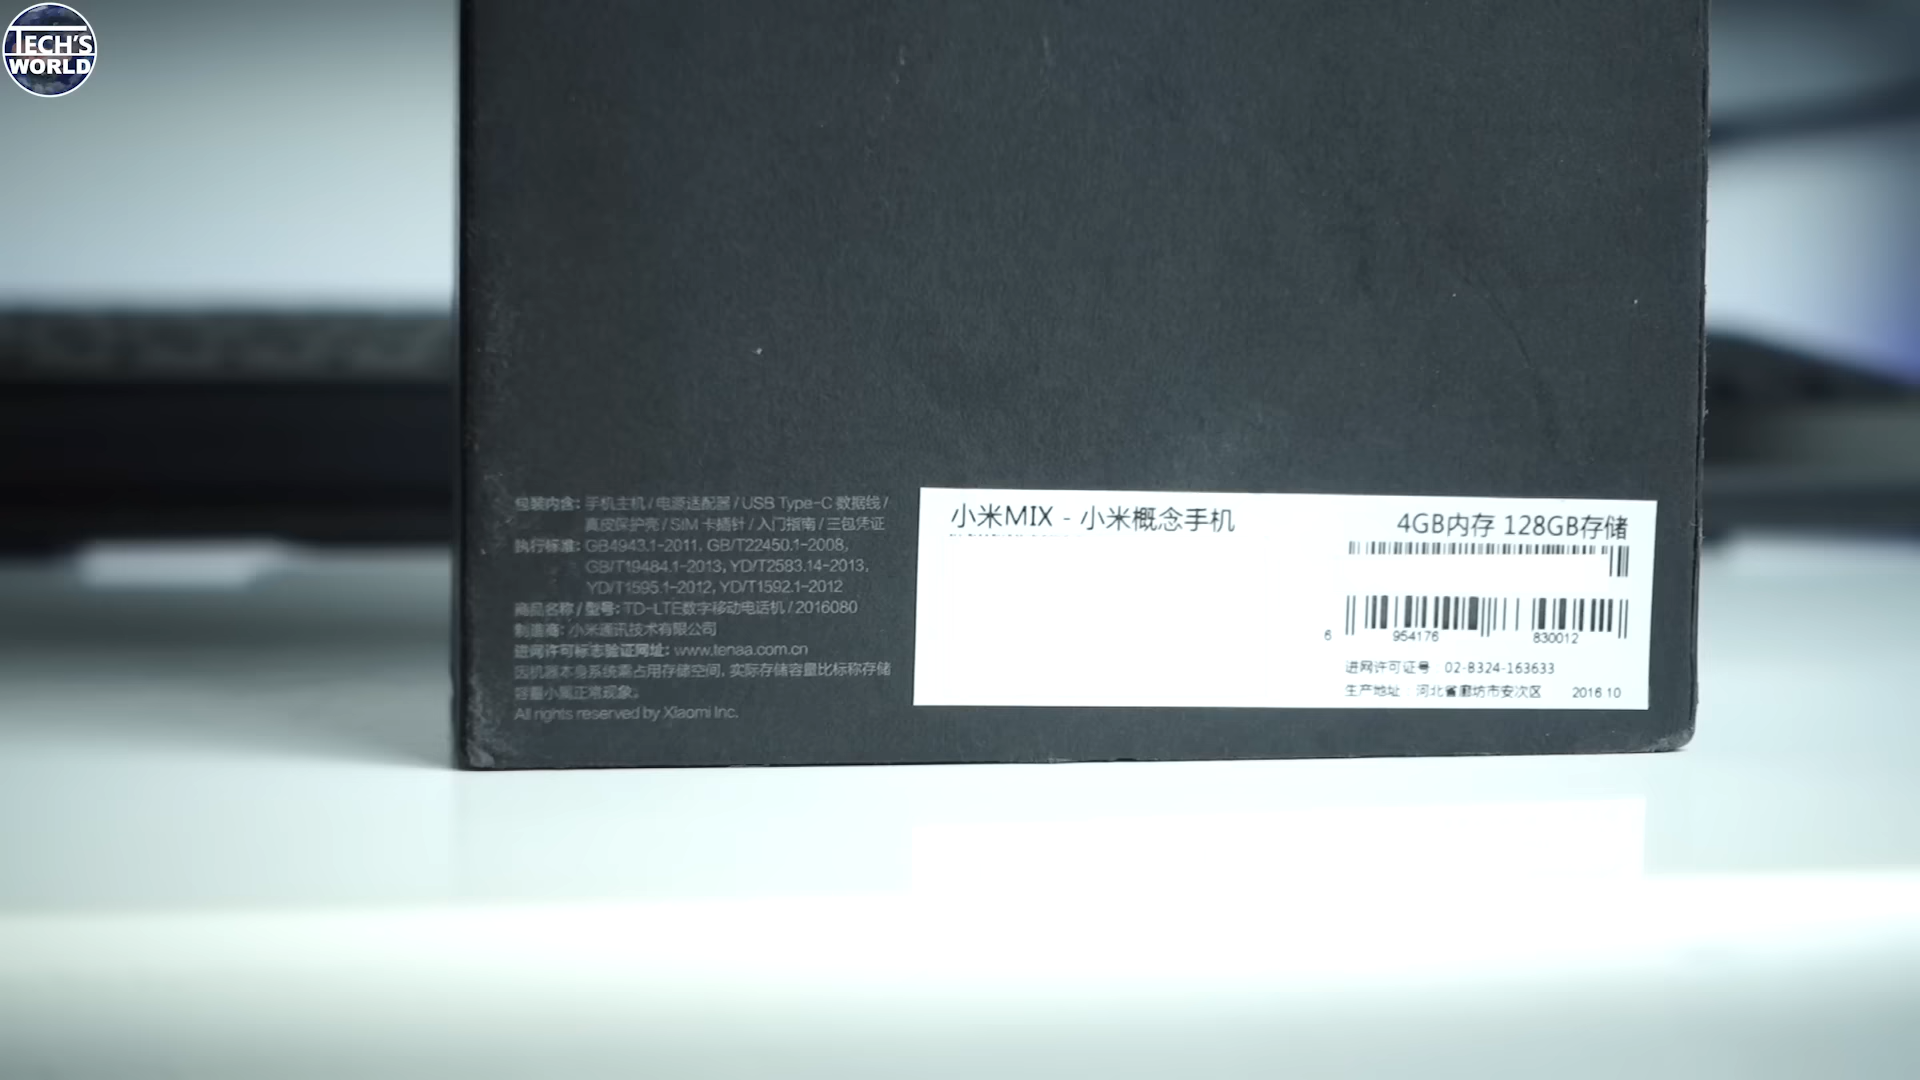 TECH'S
WORLD
包装内含: 手机主机 / 电源适配器 / USB Type-C 数据线 /
真皮保护壳 / SIM 卡插针 / 入门指南 / 三包凭证
执行标准: GB4943.1-2011, GB/T22450.1-2008,
GB/T19484.1-2013, YD/T2583.14-2013,
YD/T1595.1-2012, YD/T1592.1-2012
商品名称 / 型号: TD-LTE数字移动电话机 / 2016080
制造商: 小米通讯技术有限公司
进网许可标志验证网址: www.tenaa.com.cn
因机器本身系统需占用存储空间, 实际存储容量比标称存储
容量小属正常现象。
All rights reserved by Xiaomi Inc.
小米MIX - 小米概念手机
4GB内存 128GB存储
6 954176 830012
进网许可证号 02-B324-163633
生产地址: 河北省廊坊市安次区 2016.10